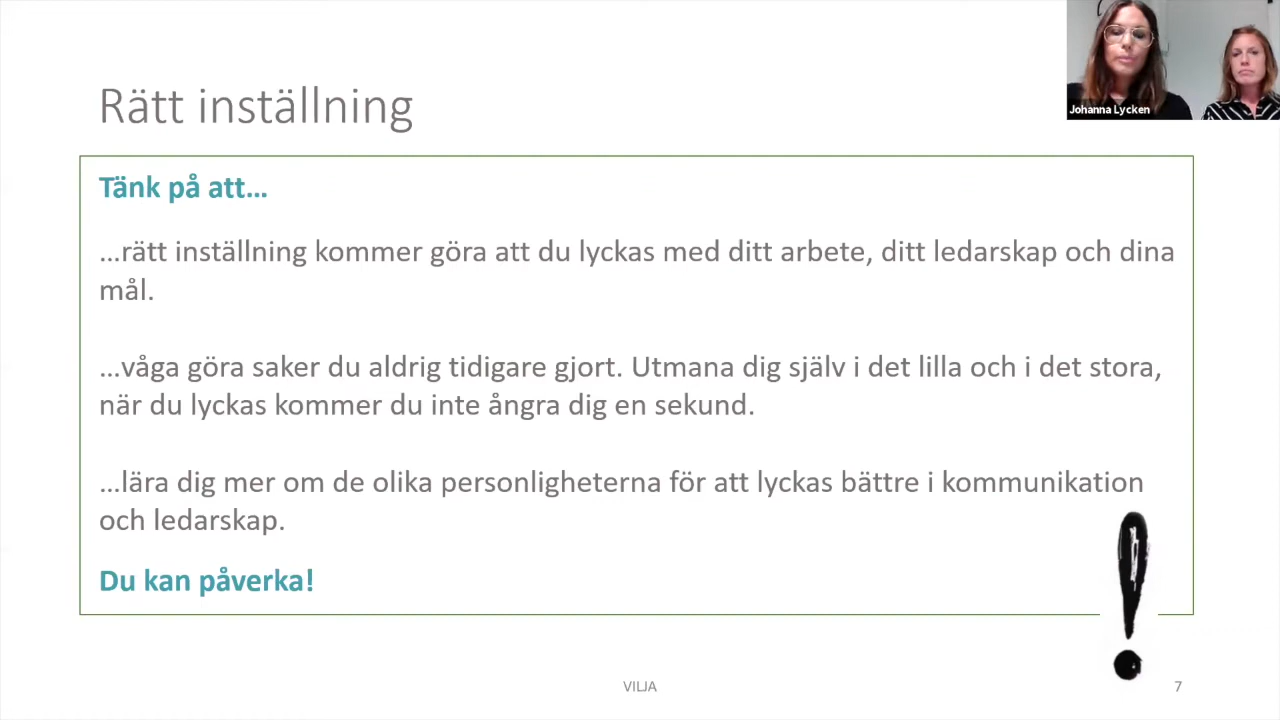 Johanna Lycken
Rätt inställning
Tänk på att...
...rätt inställning kommer göra att du lyckas med ditt arbete, ditt ledarskap och dina
mål.
...våga göra saker du aldrig tidigare gjort. Utmana dig själv i det lilla och i det stora,
när du lyckas kommer du inte ångra dig en sekund.
...lära dig mer om de olika personligheterna för att lyckas bättre i kommunikation
och ledarskap.
Du kan påverka!
VILJA
7